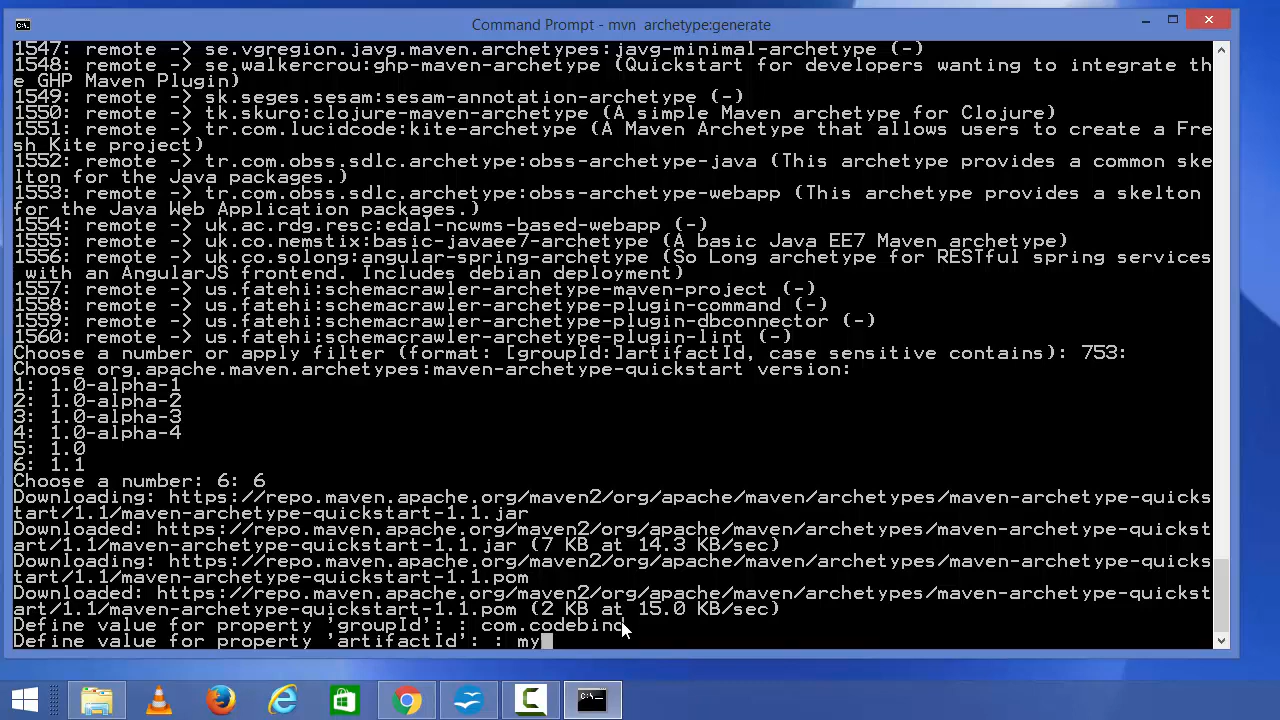 Command Prompt - mvn archetype:generate
1547: remote -> se.vgregion.javg.maven.archetypes:javg-minimal-archetype (-)
1548: remote -> se.walkercrou:ghp-maven-archetype (Quickstart for developers wanting to integrate th
e GHP Maven Plugin)
1549: remote -> sk.seges.sesam:sesam-annotation-archetype (-)
1550: remote -> tk.skuro:clojure-maven-archetype (A simple Maven archetype for Clojure)
1551: remote -> tr.com.lucidcode:kite-archetype (A Maven Archetype that allows users to create a Fre
sh Kite project)
1552: remote -> tr.com.obss.sdlc.archetype:obss-archetype-java (This archetype provides a common ske
lton for the Java packages.)
1553: remote -> tr.com.obss.sdlc.archetype:obss-archetype-webapp (This archetype provides a skelton
for the Java Web Application packages.)
1554: remote -> uk.ac.rdg.resc:edal-ncwms-based-webapp (-)
1555: remote -> uk.co.nemstix:basic-javaee7-archetype (A basic Java EE7 Maven archetype)
1556: remote -> uk.co.solong:angular-spring-archetype (So Long archetype for RESTful spring services
with an AngularJS frontend. Includes debian deployment)
1557: remote -> us.fatehi:schemacrawler-archetype-maven-project (-)
1558: remote -> us.fatehi:schemacrawler-archetype-plugin-command (-)
1559: remote -> us.fatehi:schemacrawler-archetype-plugin-dbconnector (-)
1560: remote -> us.fatehi:schemacrawler-archetype-plugin-lint (-)
Choose a number or apply filter (format: [groupId:]artifactId, case sensitive contains): 753:
Choose org.apache.maven.archetypes:maven-archetype-quickstart version:
1: 1.0-alpha-1
2: 1.0-alpha-2
3: 1.0-alpha-3
4: 1.0-alpha-4
5: 1.0
6: 1.1
Choose a number: 6: 6
Downloading: https://repo.maven.apache.org/maven2/org/apache/maven/archetypes/maven-archetype-quicks
tart/1.1/maven-archetype-quickstart-1.1.jar
Downloaded: https://repo.maven.apache.org/maven2/org/apache/maven/archetypes/maven-archetype-quickst
art/1.1/maven-archetype-quickstart-1.1.jar (7 KB at 14.3 KB/sec)
Downloading: https://repo.maven.apache.org/maven2/org/apache/maven/archetypes/maven-archetype-quicks
tart/1.1/maven-archetype-quickstart-1.1.pom
Downloaded: https://repo.maven.apache.org/maven2/org/apache/maven/archetypes/maven-archetype-quickst
art/1.1/maven-archetype-quickstart-1.1.pom (2 KB at 15.0 KB/sec)
Define value for property 'groupId': : com.codebind
Define value for property 'artifactId': : my